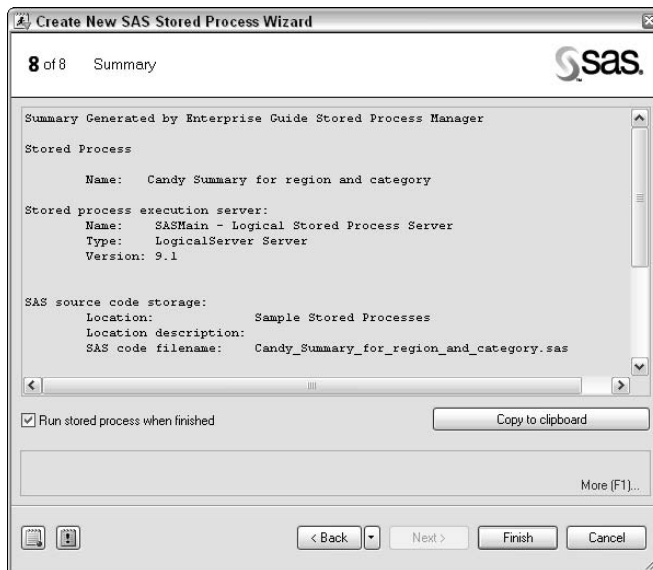 Create New SAS Stored Process Wizard
8 of 8 Summary
sas.
Summary Generated by Enterprise Guide Stored Process Manager
Stored Process
Name: Candy Summary for region and category
Stored process execution server:
Name: SASMain - Logical Stored Process Server
Type: LogicalServer Server
Version: 9.1
SAS source code storage:
Location: Sample Stored Processes
Location description:
SAS code filename: Candy_Summary_for_region_and_category.sas
Run stored process when finished
Copy to clipboard
More (F1)...
< Back
Next >
Finish
Cancel